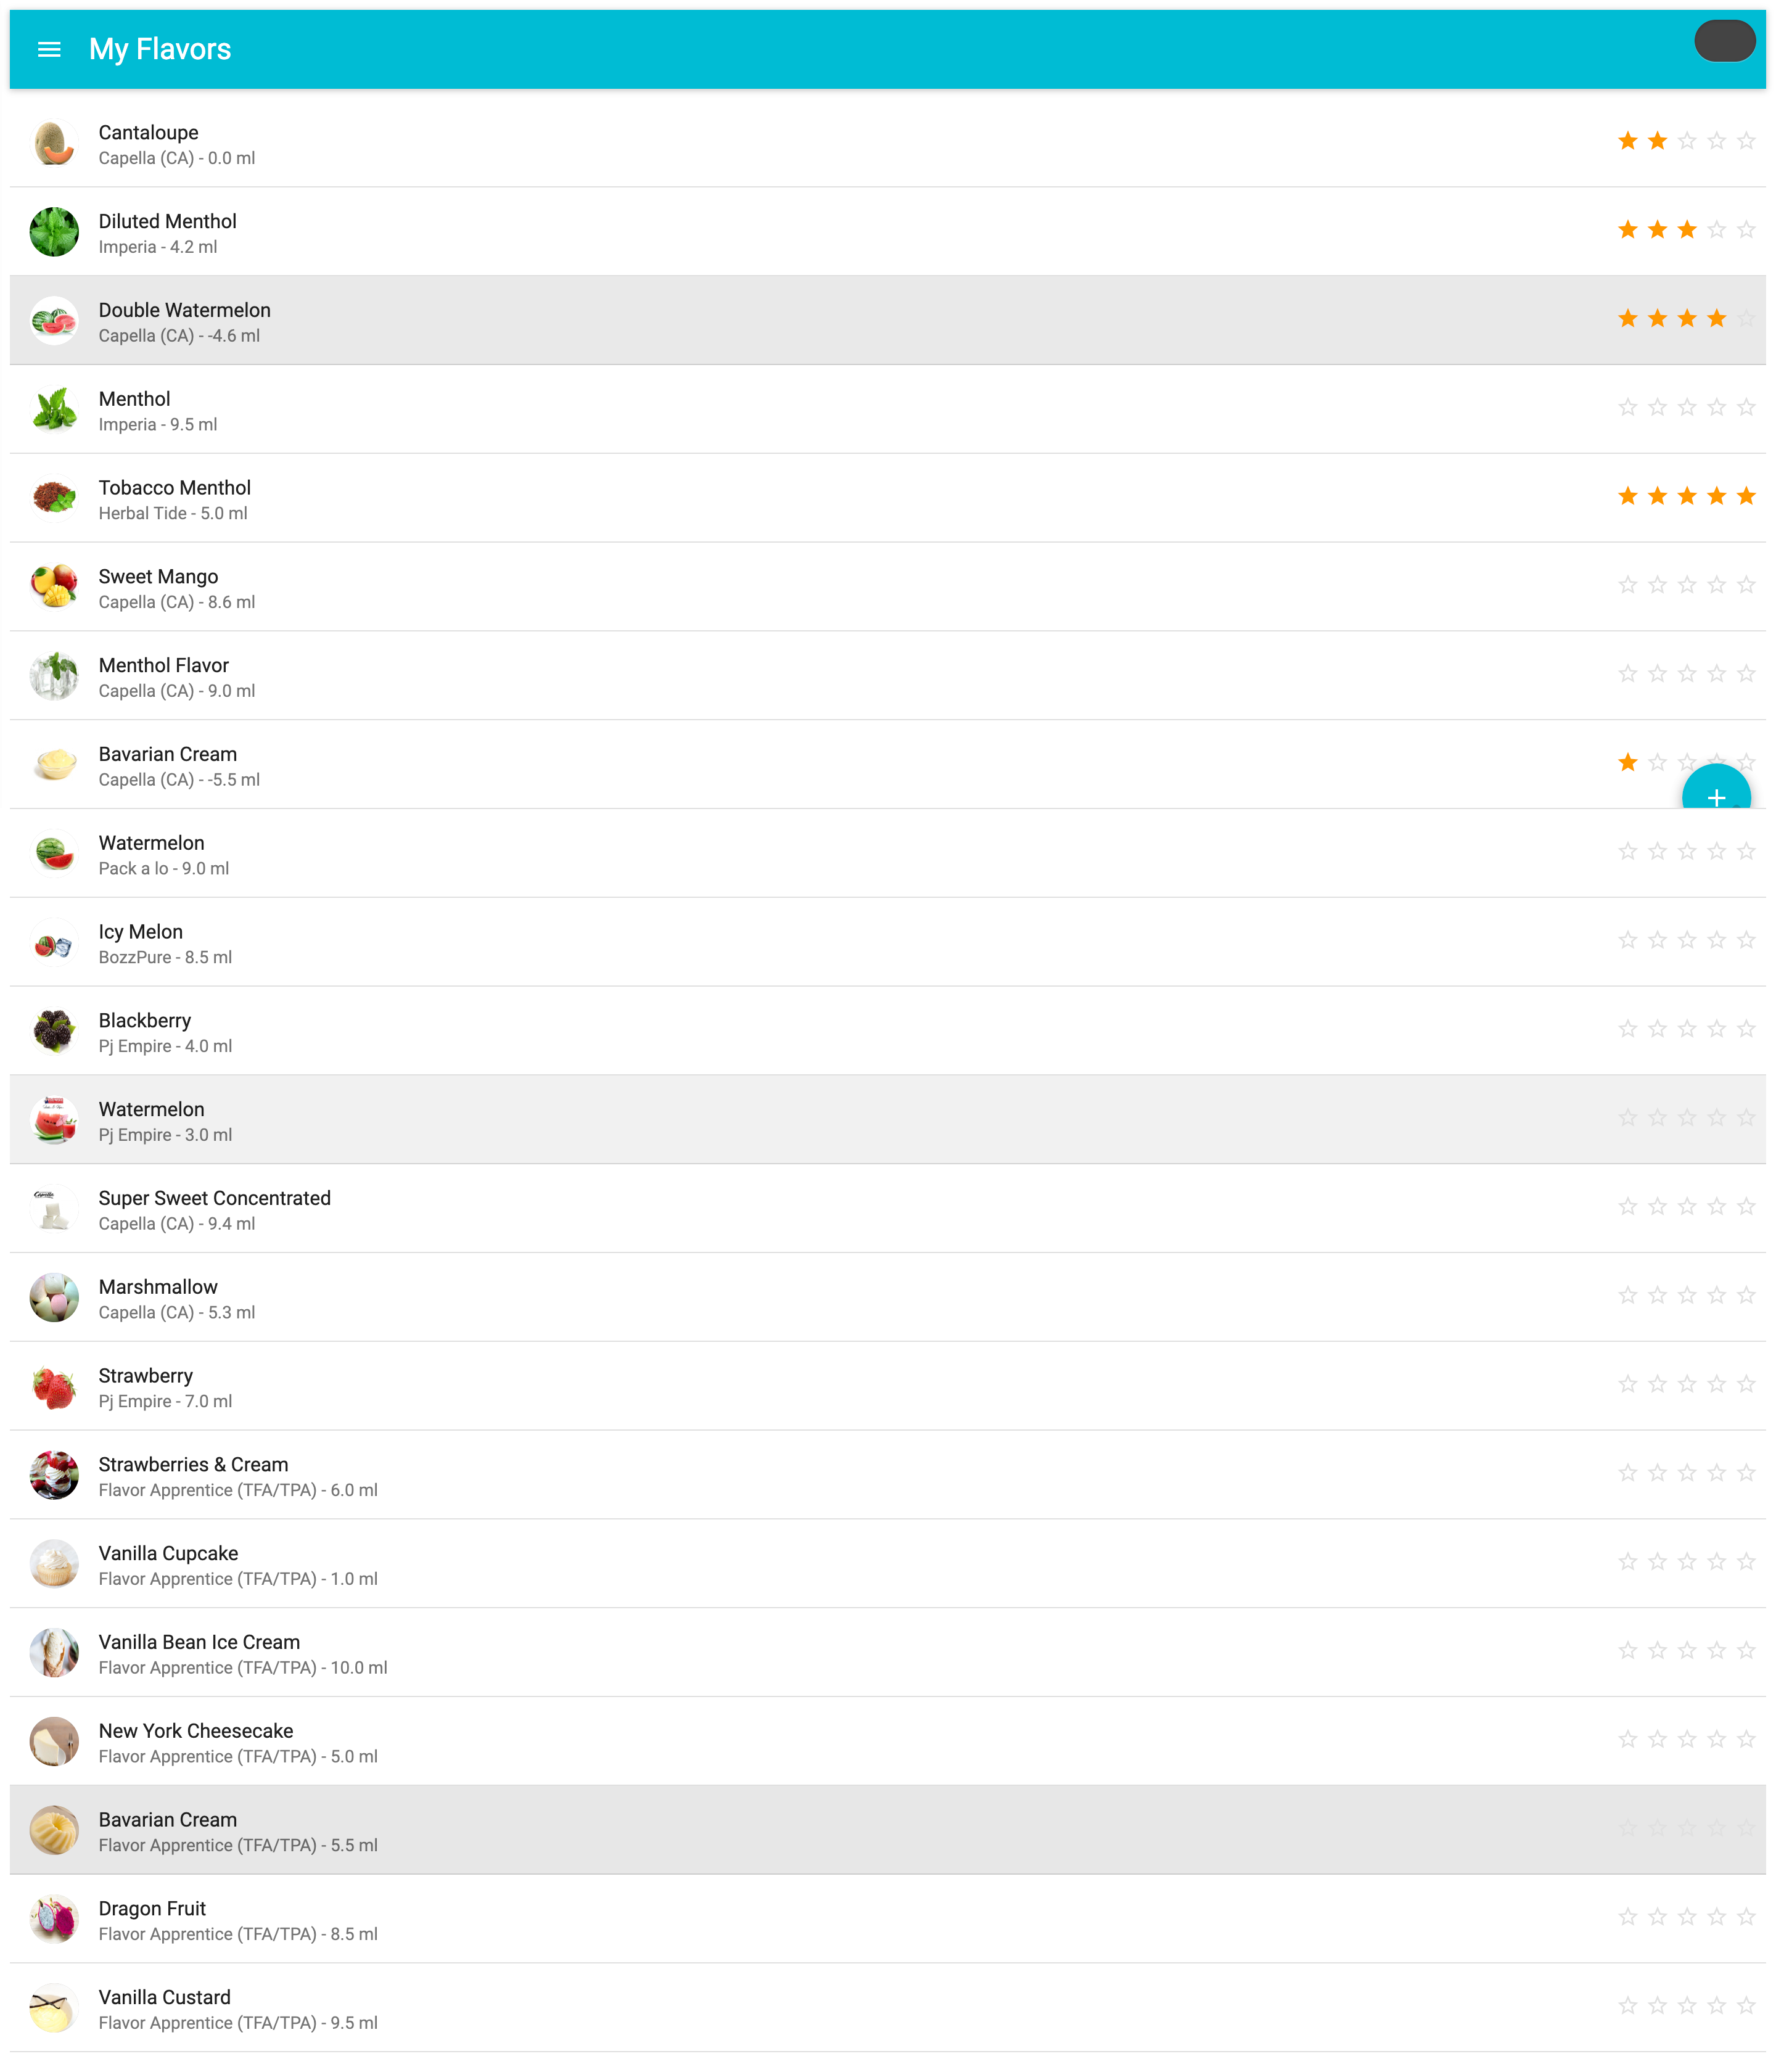 My Flavors
Cantaloupe
Capella (CA) - 0.0 ml
Diluted Menthol
Imperia - 4.2 ml
Double Watermelon
Capella (CA) - -4.6 ml
Menthol
Imperia - 9.5 ml
Tobacco Menthol
Herbal Tide - 5.0 ml
Sweet Mango
Capella (CA) - 8.6 ml
Menthol Flavor
Capella (CA) - 9.0 ml
Bavarian Cream
Capella (CA) - -5.5 ml
Watermelon
Pack a lo - 9.0 ml
Icy Melon
BozzPure - 8.5 ml
Blackberry
Pj Empire - 4.0 ml
Watermelon
Pj Empire - 3.0 ml
Super Sweet Concentrated
Capella (CA) - 9.4 ml
Marshmallow
Capella (CA) - 5.3 ml
Strawberry
Pj Empire - 7.0 ml
Strawberries & Cream
Flavor Apprentice (TFA/TPA) - 6.0 ml
Vanilla Cupcake
Flavor Apprentice (TFA/TPA) - 1.0 ml
Vanilla Bean Ice Cream
Flavor Apprentice (TFA/TPA) - 10.0 ml
New York Cheesecake
Flavor Apprentice (TFA/TPA) - 5.0 ml
Bavarian Cream
Flavor Apprentice (TFA/TPA) - 5.5 ml
Dragon Fruit
Flavor Apprentice (TFA/TPA) - 8.5 ml
Vanilla Custard
Flavor Apprentice (TFA/TPA) - 9.5 ml